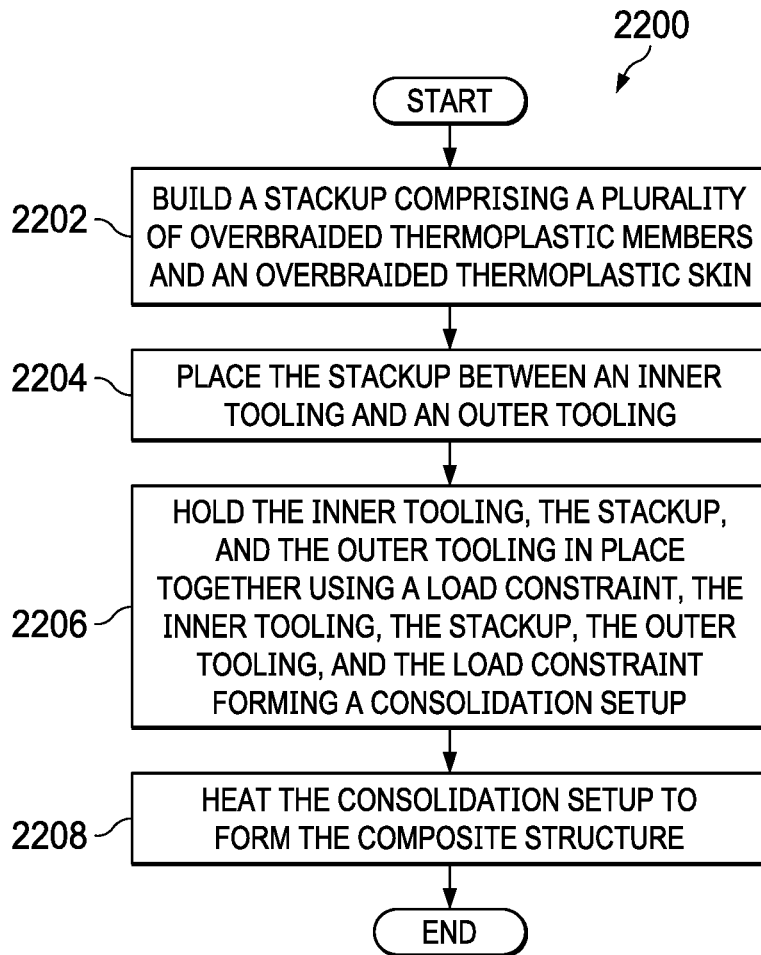 2200
START
2202
BUILD A STACKUP COMPRISING A PLURALITY
OF OVERBRAIDED THERMOPLASTIC MEMBERS
AND AN OVERBRAIDED THERMOPLASTIC SKIN
2204
PLACE THE STACKUP BETWEEN AN INNER
TOOLING AND AN OUTER TOOLING
2206
HOLD THE INNER TOOLING, THE STACKUP,
AND THE OUTER TOOLING IN PLACE
TOGETHER USING A LOAD CONSTRAINT, THE
INNER TOOLING, THE STACKUP, THE OUTER
TOOLING, AND THE LOAD CONSTRAINT
FORMING A CONSOLIDATION SETUP
2208
HEAT THE CONSOLIDATION SETUP TO
FORM THE COMPOSITE STRUCTURE
END